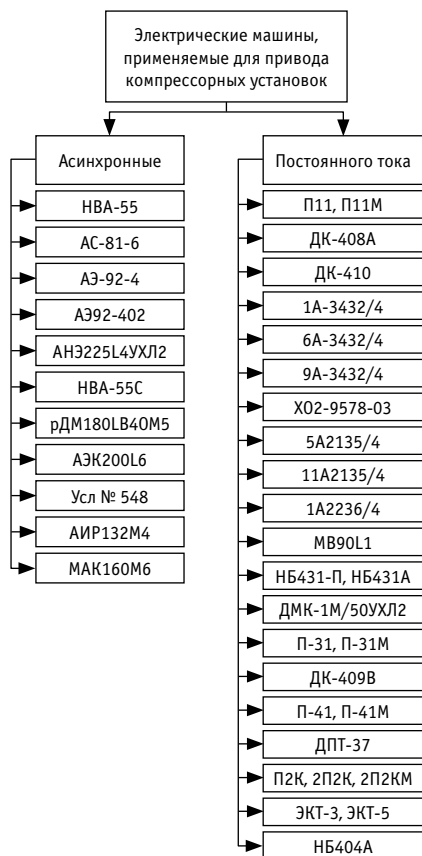 Электрические машины,
применяемые для привода
компрессорных установок
Асинхронные
НВА-55
АС-81-6
АЭ-92-4
АЭ92-402
АНЭ225L4УХЛ2
НВА-55С
рДМ180LB4ОМ5
АЭК200L6
Усл № 548
АИР132М4
МАК160М6
Постоянного тока
П11, П11М
ДК-408А
ДК-410
1А-3432/4
6А-3432/4
9А-3432/4
ХО2-9578-03
5А2135/4
11А2135/4
1А2236/4
МВ90L1
НБ431-П, НБ431А
ДМК-1М/50УХЛ2
П-31, П-31М
ДК-409В
П-41, П-41М
ДПТ-37
П2К, 2П2К, 2П2КМ
ЭКТ-3, ЭКТ-5
НБ404А